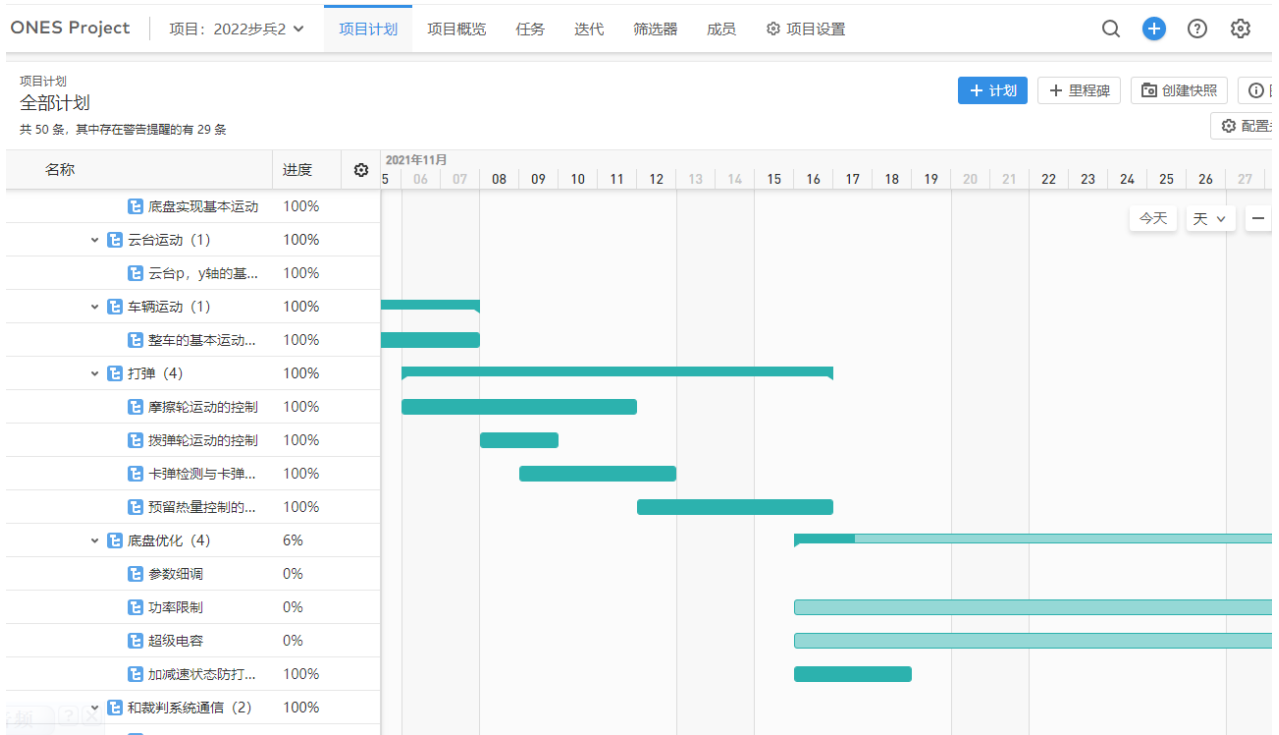 ONES Project 项目：2022步兵2 项目计划 项目概览 任务 迭代 筛选器 成员 项目设置
项目计划
全部计划
共 50 条，其中存在警告提醒的有 29 条
+ 计划 + 里程碑 创建快照
配置
名称 进度
2021年11月
5 06 07 08 09 10 11 12 13 14 15 16 17 18 19 20 21 22 23 24 25 26 27
今天 天
底盘实现基本运动 100%
云台运动（1） 100%
云台p，y轴的基... 100%
车辆运动（1） 100%
整车的基本运动... 100%
打弹（4） 100%
摩擦轮运动的控制 100%
拨弹轮运动的控制 100%
卡弹检测与卡弹... 100%
预留热量控制的... 100%
底盘优化（4） 6%
参数细调 0%
功率限制 0%
超级电容 0%
加减速状态防打... 100%
和裁判系统通信（2） 100%